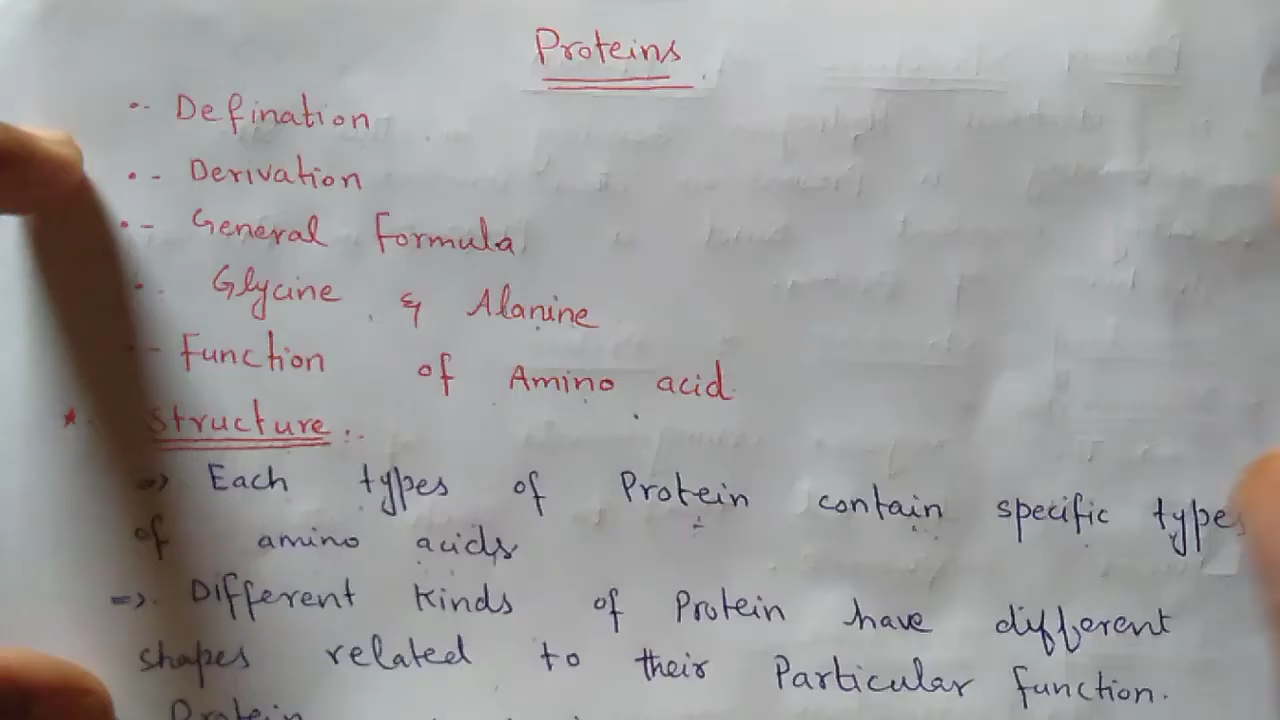 Proteins
Defination
Derivation
General Formula
Glycine & Alanine
Function of Amino acid
* Structure :-
=> Each types of Protein contain specific types
of amino acids
=> Different kinds of Protein have different
shapes related to their Particular function.
Protein